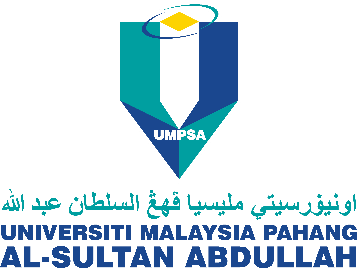 UMPSA
اونيۏرسيتي مليسيا ڤهڠ السلطان عبد الله
UNIVERSITI MALAYSIA PAHANG
AL-SULTAN ABDULLAH